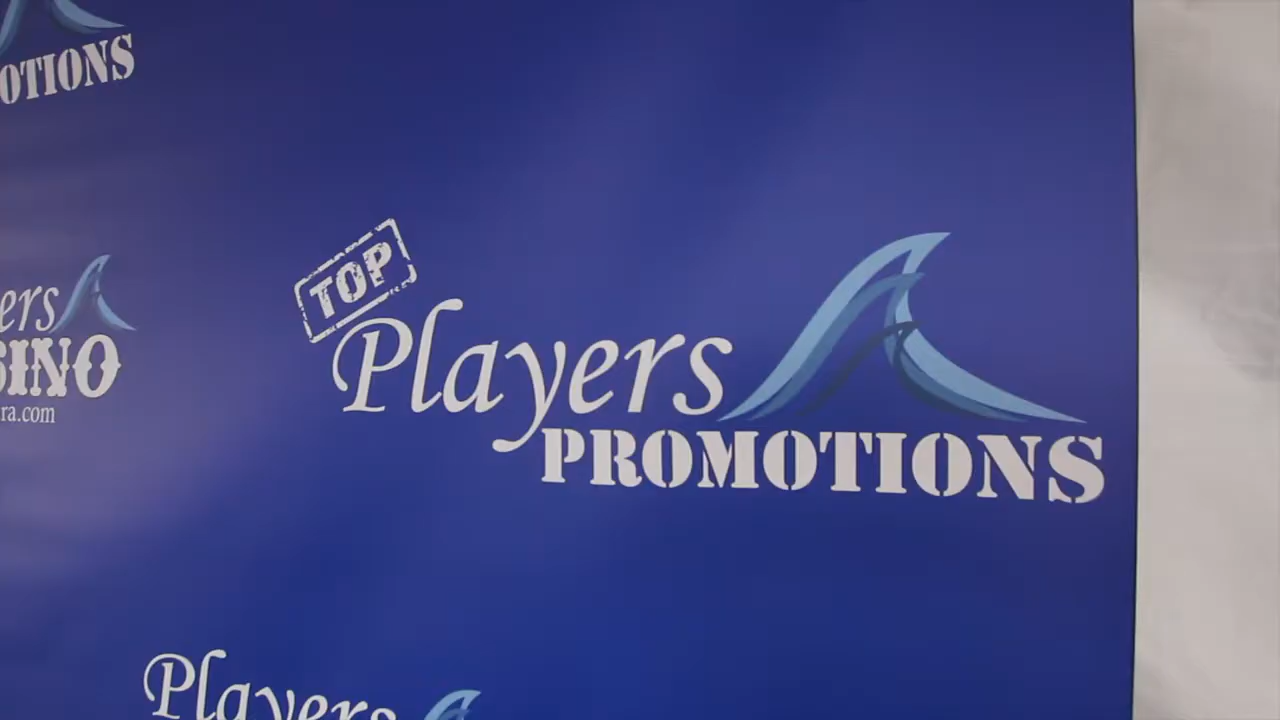 OTIONS
TOP
Players
PROMOTIONS
ers
SINO
ra.com
Players